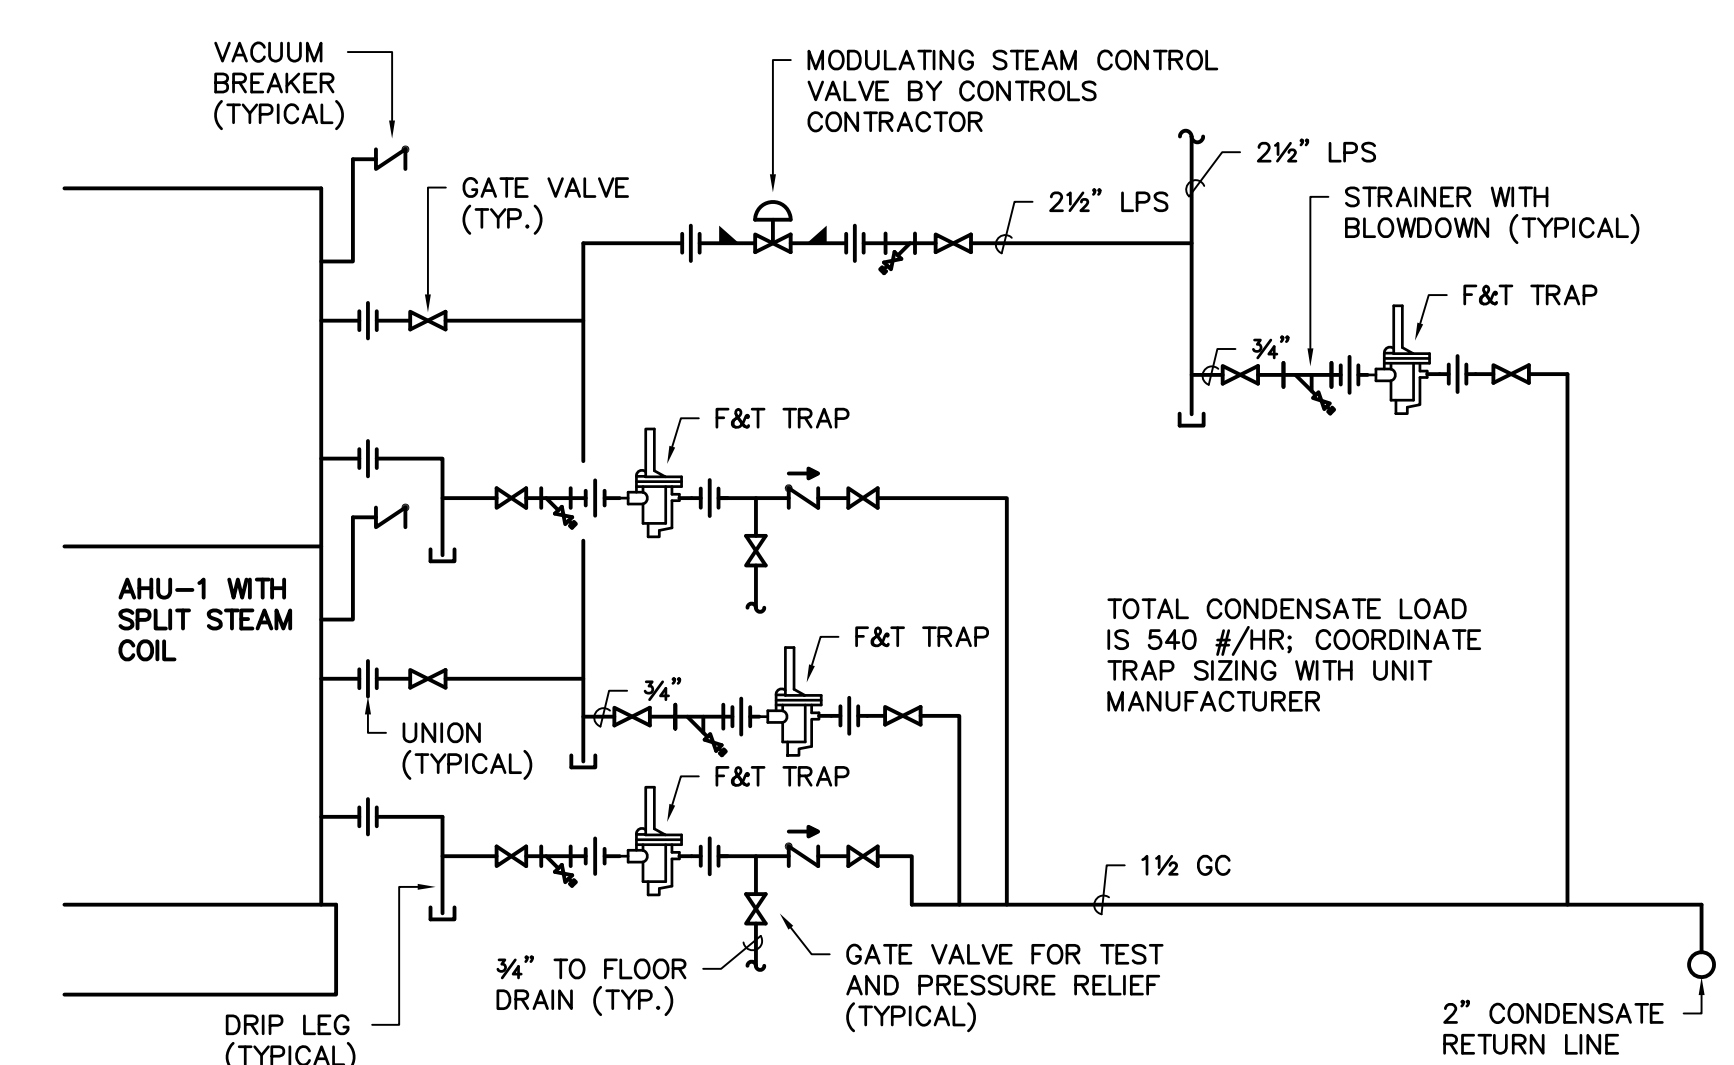 VACUUM
BREAKER
(TYPICAL)
MODULATING STEAM CONTROL
VALVE BY CONTROLS
CONTRACTOR
2½” LPS
GATE VALVE
(TYP.)
2½” LPS
STRAINER WITH
BLOWDOWN (TYPICAL)
F&T TRAP
¾”
F&T TRAP
AHU-1 WITH
SPLIT STEAM
COIL
TOTAL CONDENSATE LOAD
IS 540 #/HR; COORDINATE
TRAP SIZING WITH UNIT
MANUFACTURER
F&T TRAP
¾”
UNION
(TYPICAL)
F&T TRAP
1½ GC
¾” TO FLOOR
DRAIN (TYP.)
GATE VALVE FOR TEST
AND PRESSURE RELIEF
(TYPICAL)
DRIP LEG
(TYPICAL)
2” CONDENSATE
RETURN LINE